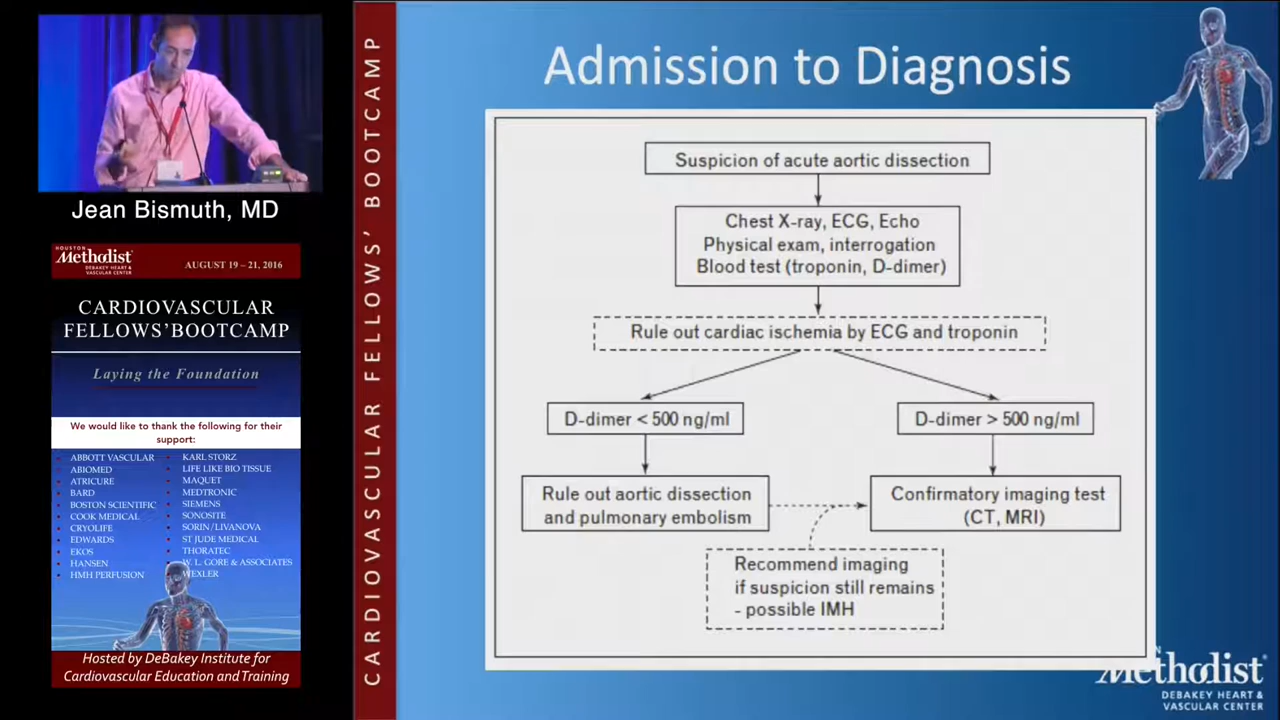 Jean Bismuth, MD
HOUSTON
Methodist
DEBAKEY HEART &
VASCULAR CENTER
AUGUST 19 – 21, 2016
CARDIOVASCULAR
FELLOWS'BOOTCAMP
Laying the Foundation
We would like to thank the following for their
support:
ABBOTT VASCULAR
ABIOMED
ATRICURE
BARD
BOSTON SCIENTIFIC
COOK MEDICAL
CRYOLIFE
EDWARDS
EKOS
HANSEN
HMH PERFUSION
KARL STORZ
LIFE LIKE BIO TISSUE
MAQUET
MEDTRONIC
SIEMENS
SONOSITE
SORIN/LIVANOVA
ST JUDE MEDICAL
THORATEC
W. L. GORE & ASSOCIATES
WEXLER
Hosted by DeBakey Institute for
Cardiovascular Education and Training
CARDIOVASCULAR FELLOWS' BOOTCAMP
Admission to Diagnosis
Suspicion of acute aortic dissection
Chest X-ray, ECG, Echo
Physical exam, interrogation
Blood test (troponin, D-dimer)
Rule out cardiac ischemia by ECG and troponin
D-dimer < 500 ng/ml
D-dimer > 500 ng/ml
Rule out aortic dissection
and pulmonary embolism
Confirmatory imaging test
(CT, MRI)
Recommend imaging
if suspicion still remains
- possible IMH
Methodist
DEBAKEY HEART &
VASCULAR CENTER